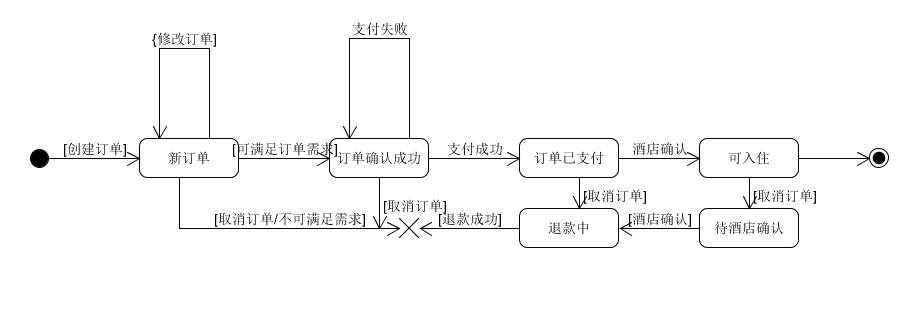 {修改订单]
支付失败
[创建订单]
新订单
[可满足订单需求]
订单确认成功
支付成功
订单已支付
酒店确认
可入住
[取消订单/不可满足需求]
[取消订单]
[退款成功]
[取消订单]
退款中
[酒店确认]
[取消订单]
待酒店确认